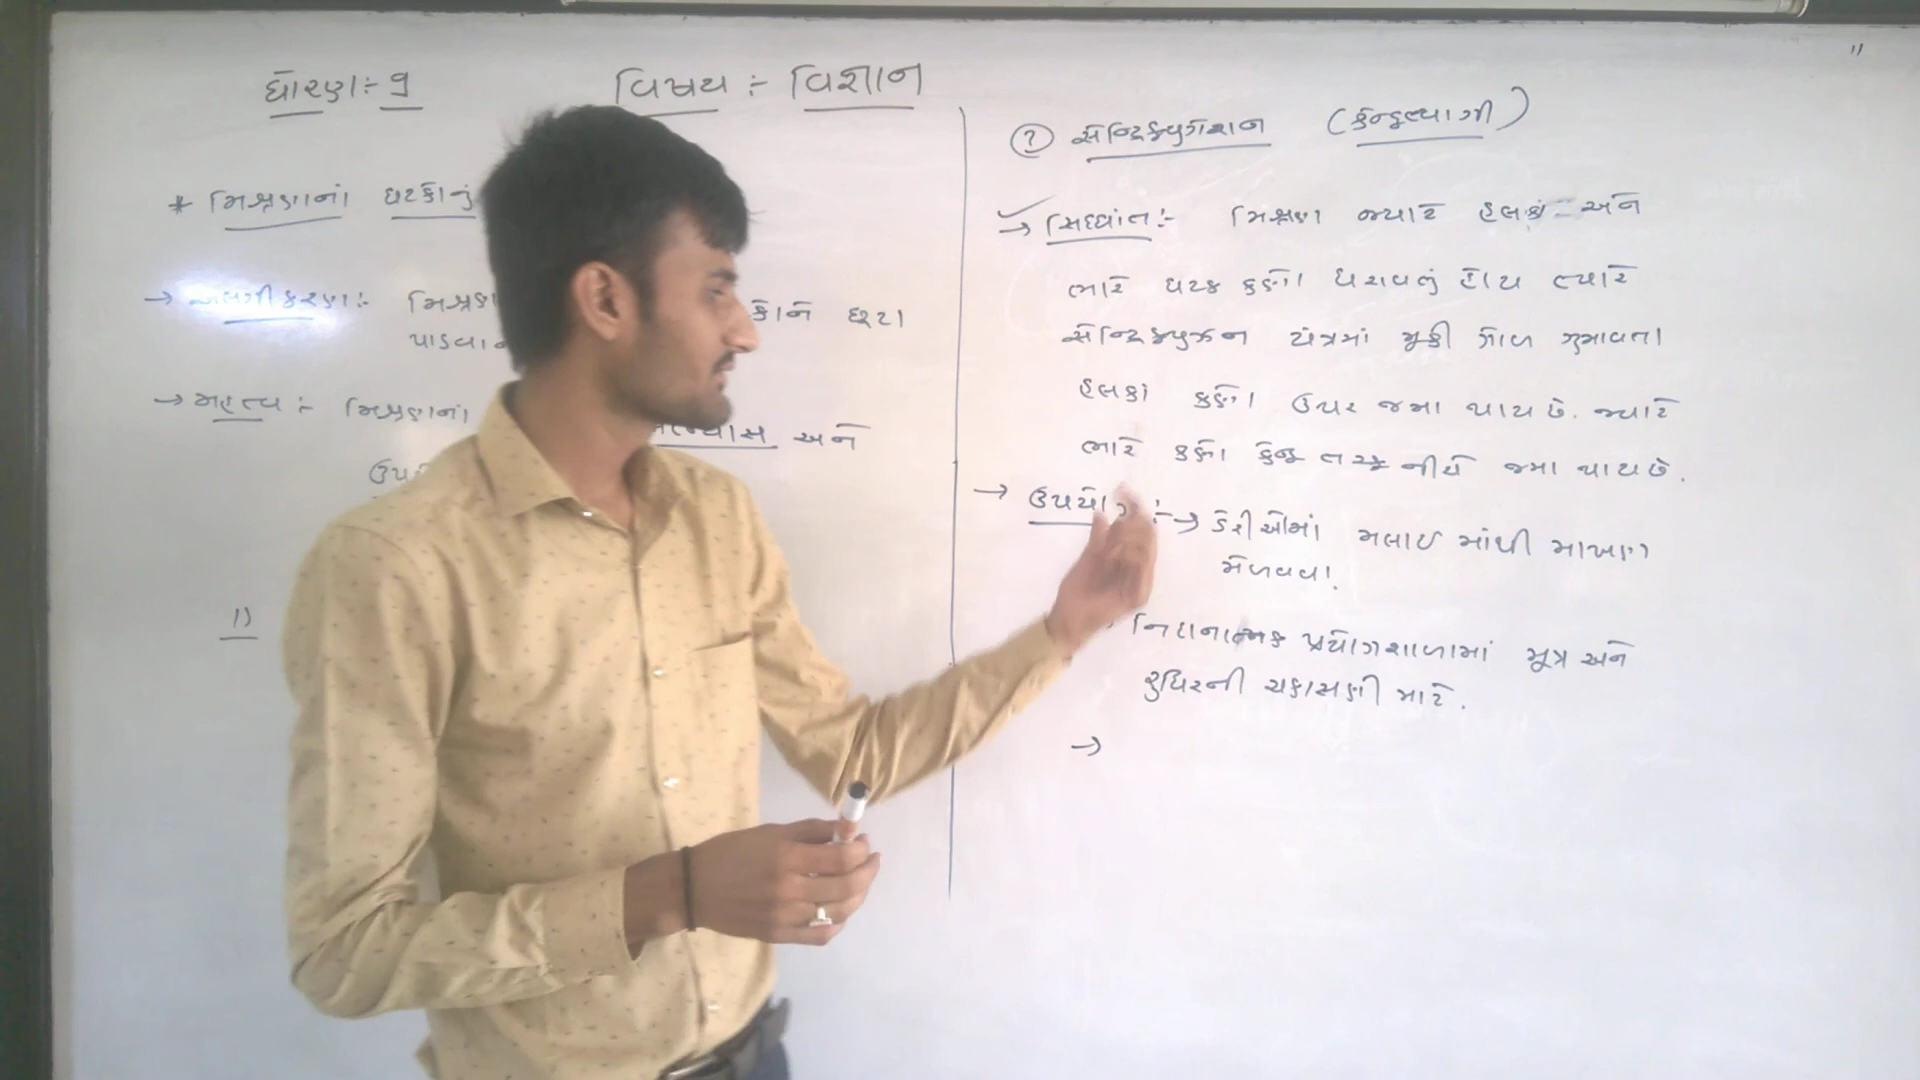 ધોરણ:- 9
વિષય :- વિજ્ઞાન
* મિશ્રણનાં ઘટકોનું
→ અલગીકરણ:- મિશ્રણ
છુટા
પાડવાન
→ મહત્વ :- મિશ્રણનાં
અને
1)
② સેન્ટ્રિફ્યુગેશન (કેન્દ્રત્યાગી)
→ સિધ્ધાંત:- મિશ્રણ જ્યારે હલકાં અને
ભારે ઘટક કણો ધરાવતું હોય ત્યારે
સેન્ટ્રિફ્યુઝન યંત્રમાં મૂકી ગોળ ઘુમાવતા
હલકાં કણો ઉપર જમા થાય છે. જ્યારે
ભારે કણો કેન્દ્ર તરફ નીચે જમા થાય છે.
→ ઉપયોગ :- → ડેરીઓમાં મલાઈ માંથી માખણ
મેળવવા.
નિદાનાત્મક પ્રયોગશાળામાં મૂત્ર અને
રુધિરની ચકાસણી માટે.
→